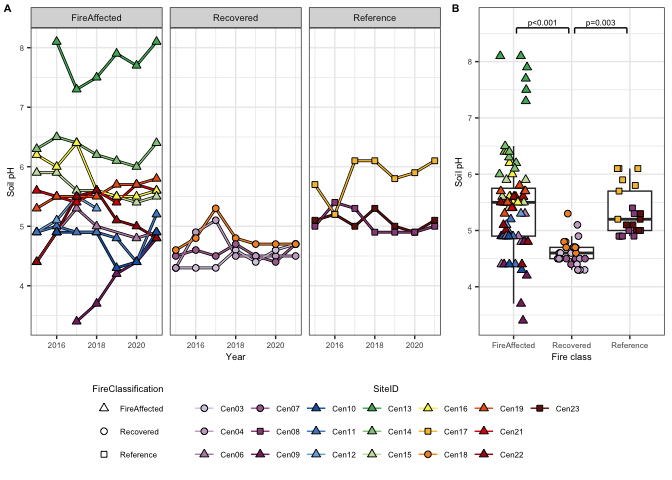 A
FireAffected Recovered Reference
Soil pH
8
7
6
5
4
2016 2018 2020 2016 2018 2020 2016 2018 2020
Year
B
p<0.001 p=0.003
Soil pH
8
7
6
5
4
FireAffected Recovered Reference
Fire class
FireClassification SiteID
FireAffected Cen03 Cen07 Cen10 Cen13 Cen16 Cen19 Cen23
Recovered Cen04 Cen08 Cen11 Cen14 Cen17 Cen21
Reference Cen06 Cen09 Cen12 Cen15 Cen18 Cen22